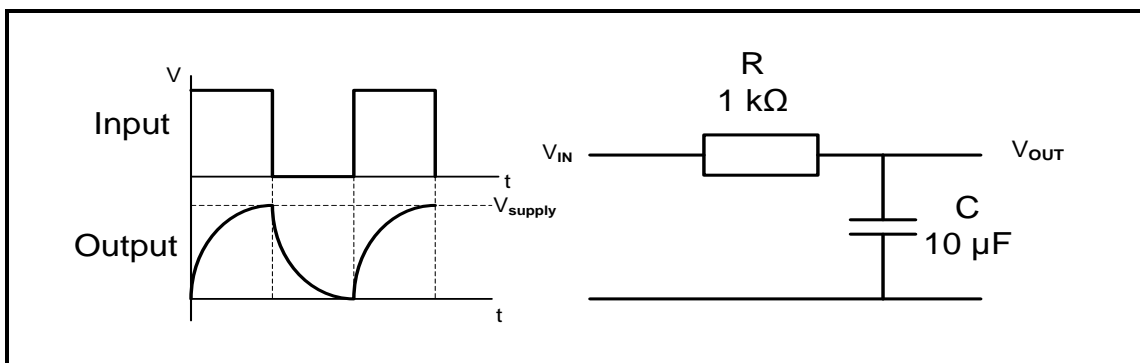 V
Input
t
V_supply
Output
t
R
1 kΩ
V_IN
V_OUT
C
10 µF